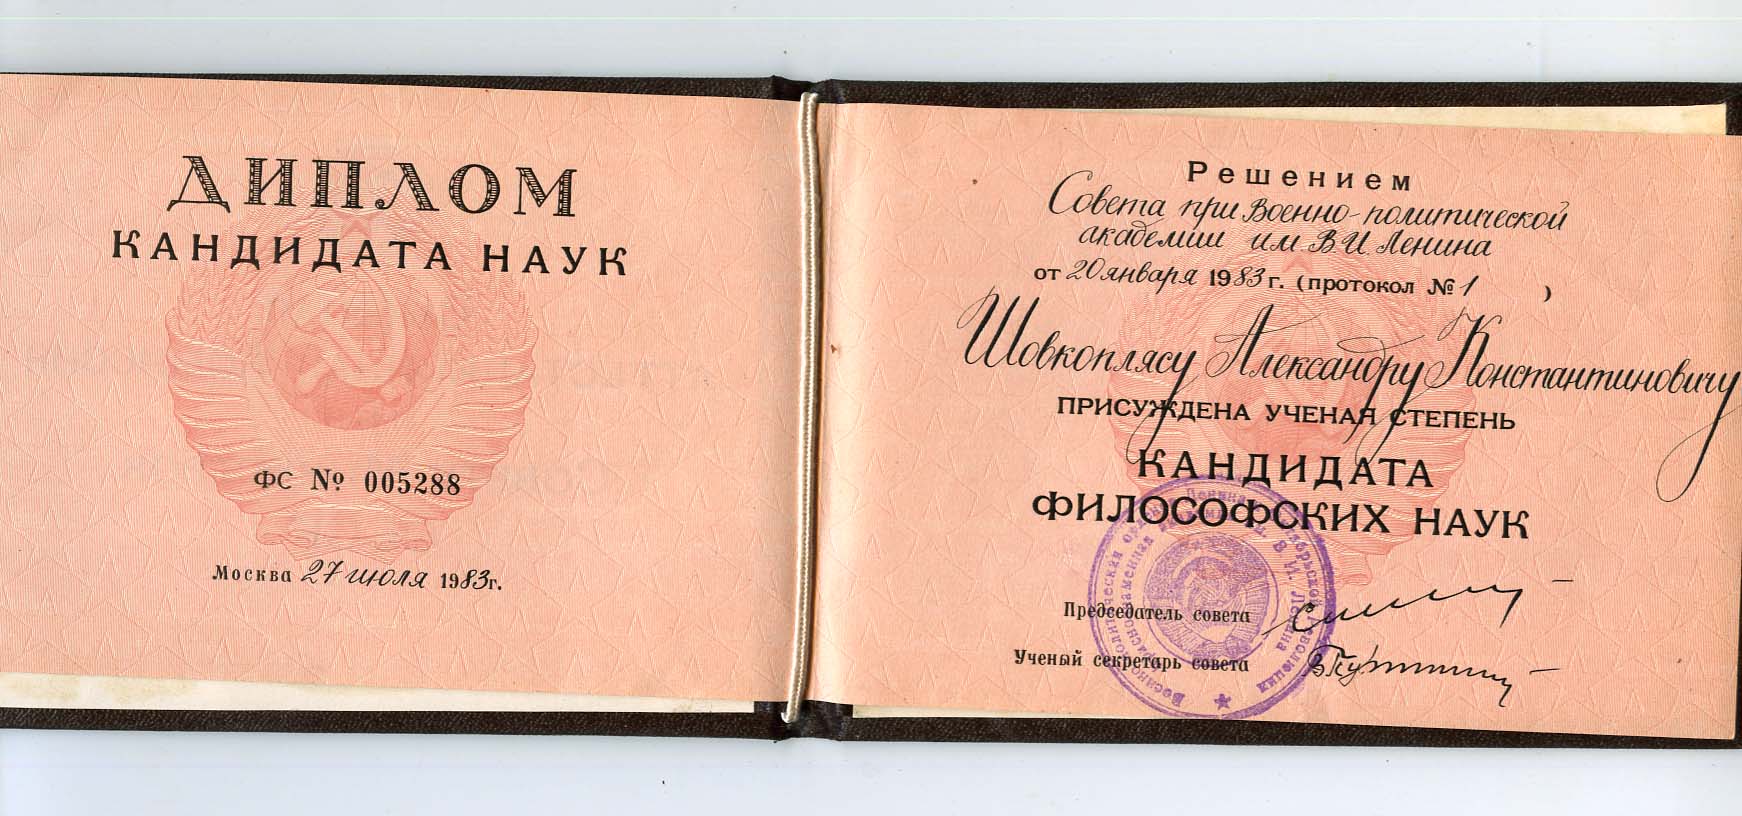 ДИПЛОМ
КАНДИДАТА НАУК
ФС № 005288
Москва 27 июля 1983г.
Решением
Совета при Военно-политической
академии им В.И. Ленина
от 20 января 1983 г. (протокол № 1 )
Шовкоплясу Александру Константиновичу
ПРИСУЖДЕНА УЧЕНАЯ СТЕПЕНЬ
КАНДИДАТА
ФИЛОСОФСКИХ НАУК
Председатель совета
Ученый секретарь совета